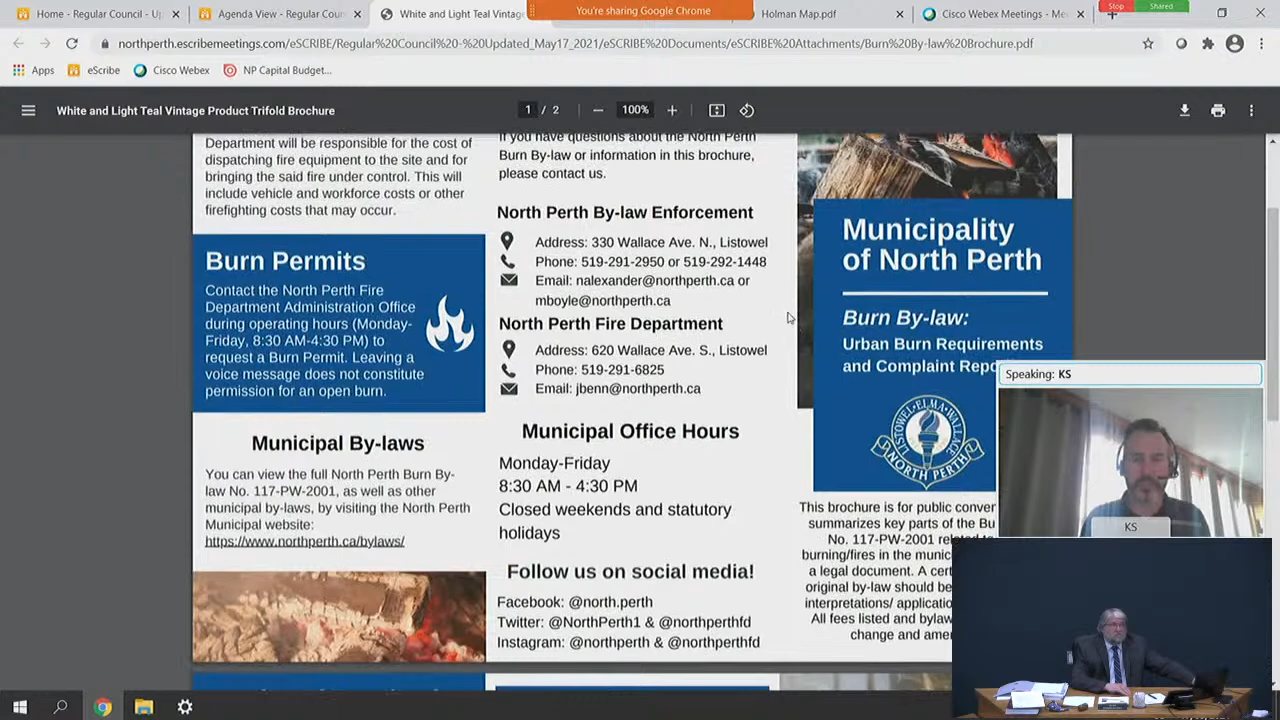 Home - Regular Council - Up
Agenda View - Regular Coun
White and Light Teal Vintage
You're sharing Google Chrome
Holman Map.pdf
Cisco Webex Meetings - Me
Stop
Shared
northperth.escribemeetings.com/eSCRIBE/Regular%20Council%20-%20Updated_May17_2021/eSCRIBE%20Documents/eSCRIBE%20Attachments/Burn%20By-law%20Brochure.pdf
Apps
eScribe
Cisco Webex
NP Capital Budget...
White and Light Teal Vintage Product Trifold Brochure
1 / 2
100%
Department will be responsible for the cost of
dispatching fire equipment to the site and for
bringing the said fire under control. This will
include vehicle and workforce costs or other
firefighting costs that may occur.
Burn Permits
Contact the North Perth Fire
Department Administration Office
during operating hours (Monday-
Friday, 8:30 AM-4:30 PM) to
request a Burn Permit. Leaving a
voice message does not constitute
permission for an open burn.
Municipal By-laws
You can view the full North Perth Burn By-
law No. 117-PW-2001, as well as other
municipal by-laws, by visiting the North Perth
Municipal website:
https://www.northperth.ca/bylaws/
If you have questions about the North Perth
Burn By-law or information in this brochure,
please contact us.
North Perth By-law Enforcement
Address: 330 Wallace Ave. N., Listowel
Phone: 519-291-2950 or 519-292-1448
Email: nalexander@northperth.ca or
mboyle@northperth.ca
North Perth Fire Department
Address: 620 Wallace Ave. S., Listowel
Phone: 519-291-6825
Email: jbenn@northperth.ca
Municipal Office Hours
Monday-Friday
8:30 AM - 4:30 PM
Closed weekends and statutory
holidays
Follow us on social media!
Facebook: @north.perth
Twitter: @NorthPerth1 & @northperthfd
Instagram: @northperth & @northperthfd
Municipality
of North Perth
Burn By-law:
Urban Burn Requirements
and Complaint Repo
LISTOWEL·ELMA·WALLACE
NORTH PERTH
This brochure is for public conver
summarizes key parts of the Bu
No. 117-PW-2001 related to
burning/fires in the munic
a legal document. A cert
original by-law should be
interpretations/ application
All fees listed and bylaw
change and ame
Speaking: KS
KS